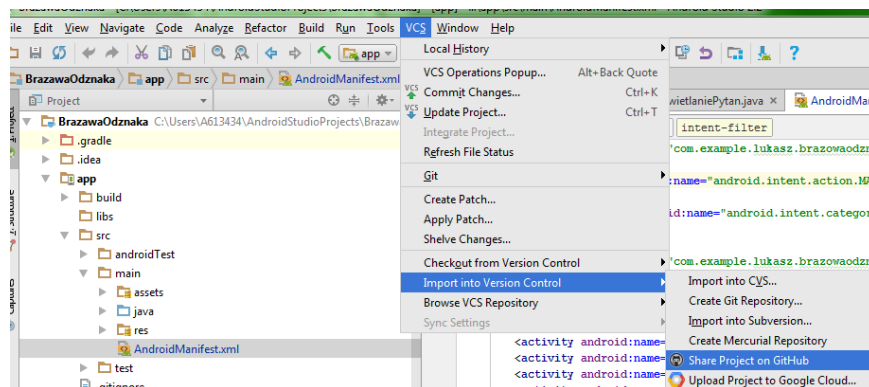 ile Edit View Navigate Code Analyze Refactor Build Run Tools VCS Window Help
app
BrazawaOdznaka app src main AndroidManifest.xml
Project
BrazawaOdznaka C:\Users\A613434\AndroidStudioProjects\Brazaw
.gradle
.idea
app
build
libs
src
androidTest
main
assets
java
res
AndroidManifest.xml
test
Local History
VCS Operations Popup... Alt+Back Quote
VCS Commit Changes... Ctrl+K
VCS Update Project... Ctrl+T
Integrate Project...
Refresh File Status
Git
Create Patch...
Apply Patch...
Shelve Changes...
Checkout from Version Control
Import into Version Control
Browse VCS Repository
Sync Settings
Import into CVS...
Create Git Repository...
Import into Subversion...
Create Mercurial Repository
Share Project on GitHub
Upload Project to Google Cloud...
wietlaniePytan.java AndroidMa
intent-filter
"com.example.lukasz.brazowaodzn
:name="android.intent.action.MA
id:name="android.intent.categor
"com.example.lukasz.brazowaodzn
<activity android:name=
<activity android:name=
<activity android:name=